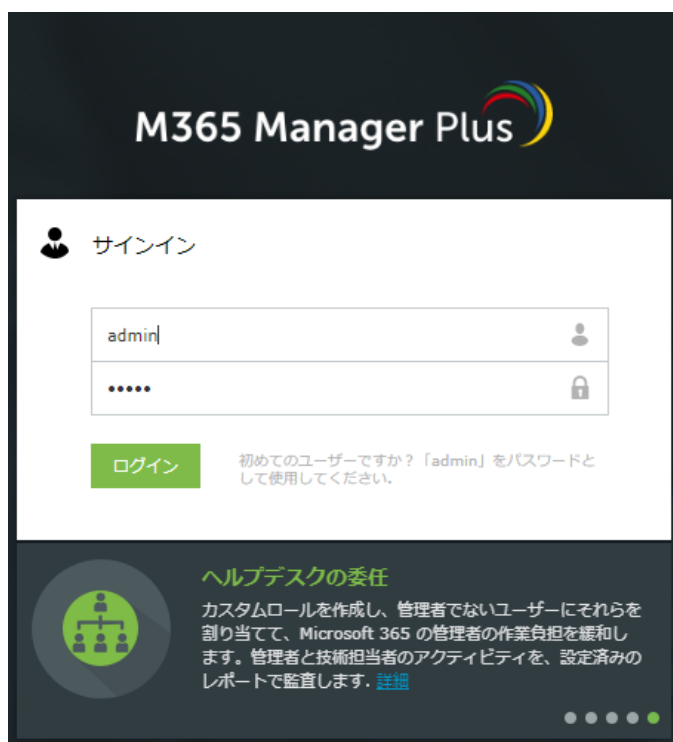 M365 Manager Plus
サインイン
admin
•••••
ログイン
初めてのユーザーですか？「admin」をパスワードと
して使用してください.
ヘルプデスクの委任
カスタムロールを作成し、管理者でないユーザーにそれらを
割り当てて、Microsoft 365 の管理者の作業負担を緩和し
ます。管理者と技術担当者のアクティビティを、設定済みの
レポートで監査します. 詳細